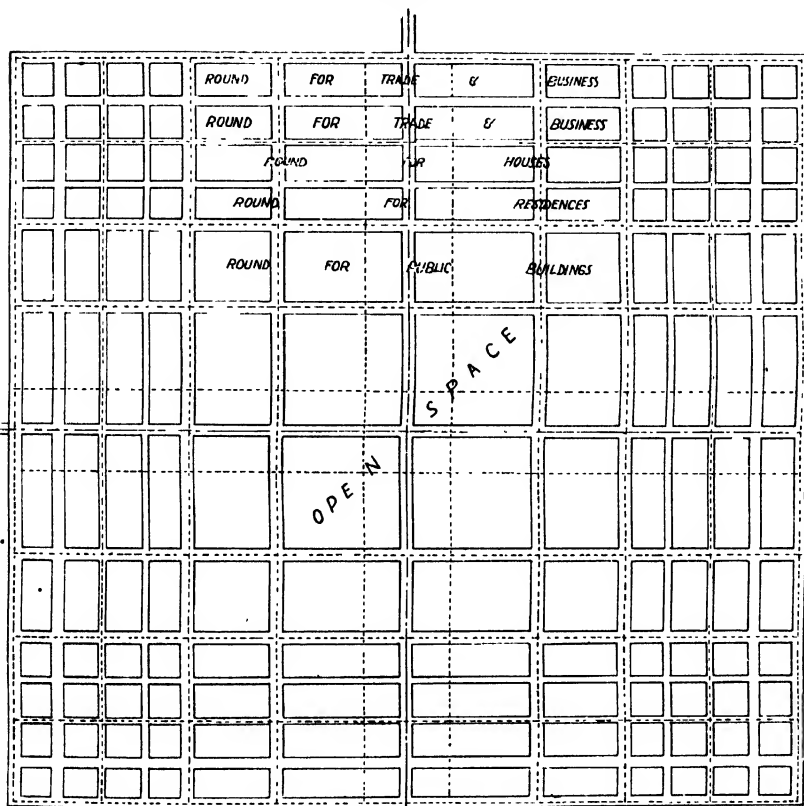 ROUND FOR TRADE & BUSINESS
ROUND FOR TRADE & BUSINESS
ROUND FOR HOUSES
ROUND FOR RESIDENCES
ROUND FOR PUBLIC BUILDINGS
OPEN SPACE